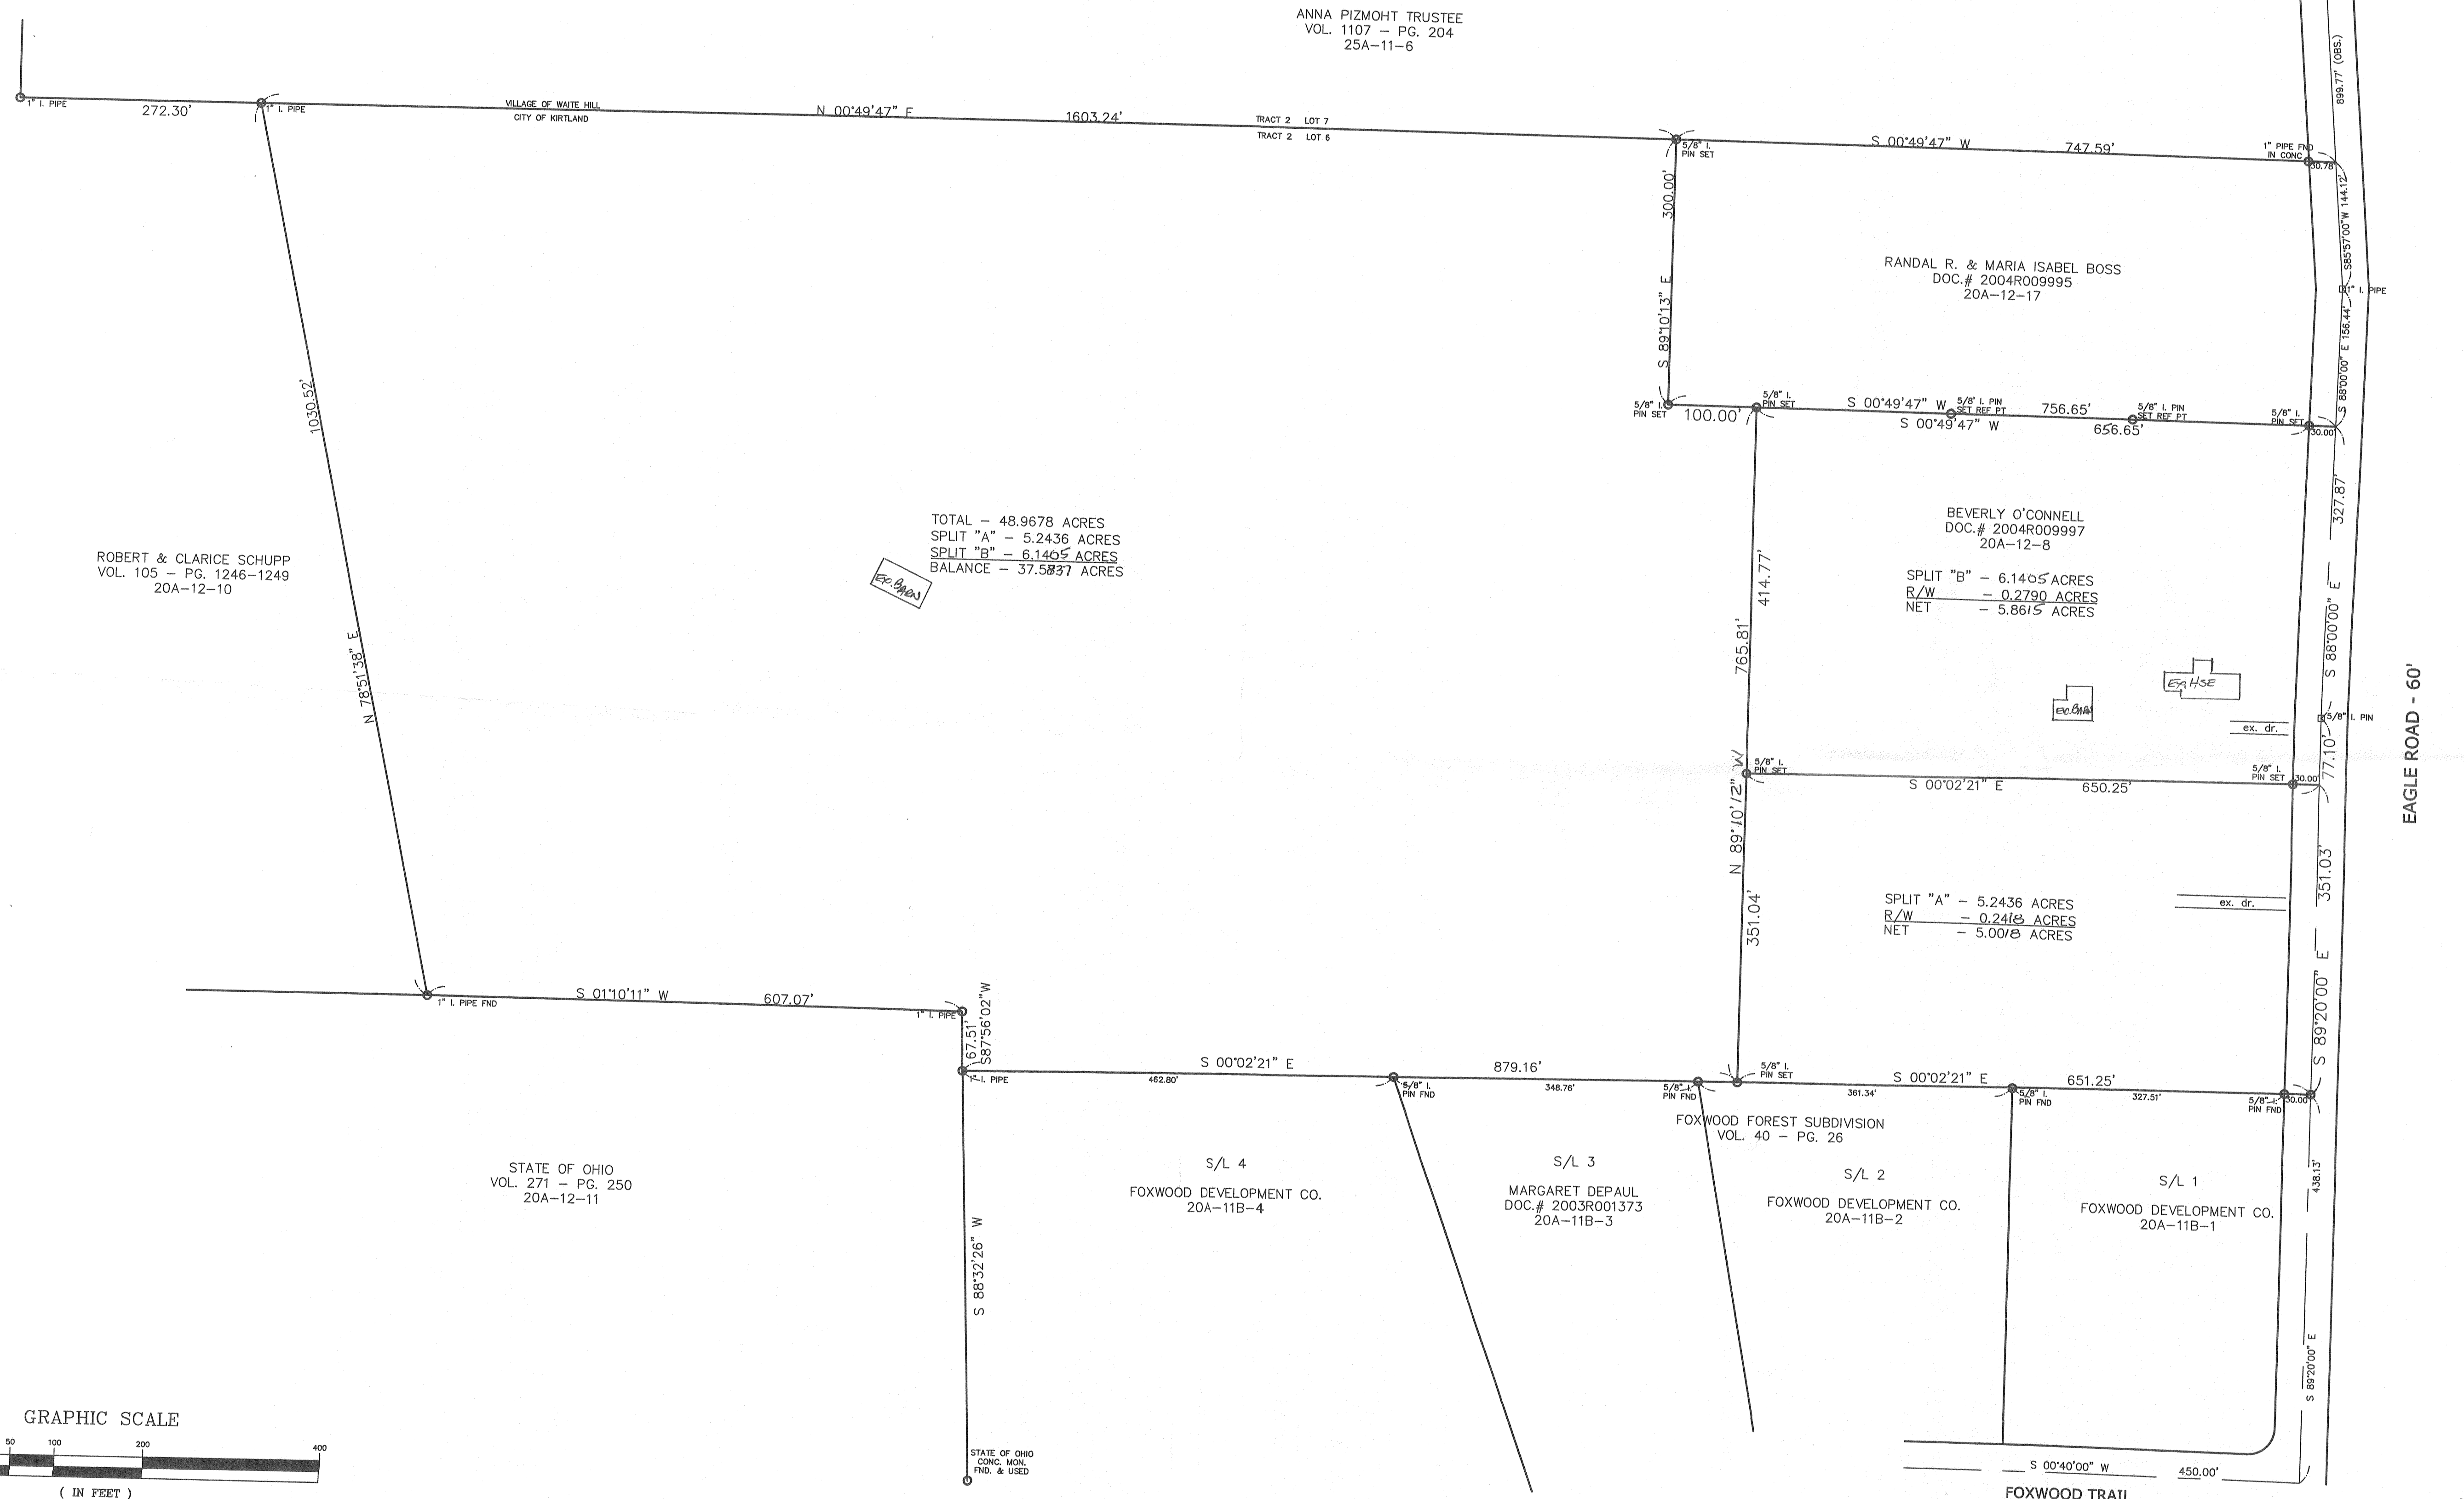 ANNA PIZMOHT TRUSTEE
VOL. 1107 – PG. 204
25A–11–6
899.77' (OBS.)
1" I. PIPE
272.30'
1" I. PIPE
VILLAGE OF WAITE HILL
CITY OF KIRTLAND
N 00°49'47" E
1603.24'
TRACT 2 LOT 7
TRACT 2 LOT 6
5/8" I.
PIN SET
S 00°49'47" W
747.59'
1" PIPE FND
IN CONC
30.78
S85°57'00"W 144.12'
1" I. PIPE
S 88°00'00" E 156.44'
300.00'
S 89°10'13" E
RANDAL R. & MARIA ISABEL BOSS
DOC.# 2004R009995
20A–12–17
5/8" I.
PIN SET
100.00'
5/8" I.
PIN SET
S 00°49'47" W
5/8' I. PIN
SET REF PT
756.65'
5/8" I. PIN
SET REF PT
5/8" I.
PIN SET
30.00'
S 00°49'47" W
656.65'
1030.52'
N 78°51'38" E
ROBERT & CLARICE SCHUPP
VOL. 105 – PG. 1246–1249
20A–12–10
TOTAL – 48.9678 ACRES
SPLIT "A" – 5.2436 ACRES
SPLIT "B" – 6.1405 ACRES
BALANCE – 37.5837 ACRES
Ex. BARN
BEVERLY O'CONNELL
DOC.# 2004R009997
20A–12–8
SPLIT "B" – 6.1405 ACRES
R/W – 0.2790 ACRES
NET – 5.8615 ACRES
414.77'
765.81'
N 89°10'12" W
351.04'
Ex. HSE
Ex. BARN
ex. dr.
327.87'
S 88°00'00" E
5/8" I. PIN
77.10'
EAGLE ROAD - 60'
5/8" I.
PIN SET
S 00°02'21" E
650.25'
5/8" I.
PIN SET
30.00'
351.03'
S 89°20'00" E
SPLIT "A" – 5.2436 ACRES
R/W – 0.2418 ACRES
NET – 5.0018 ACRES
ex. dr.
1" I. PIPE FND
S 01°10'11" W
607.07'
1" I. PIPE
67.51'
S87°56'02"W
1" I. PIPE
S 00°02'21" E
462.80'
879.16'
5/8" I.
PIN FND
348.76'
5/8" I.
PIN FND
5/8" I.
PIN SET
S 00°02'21" E
361.34'
5/8" I.
PIN FND
651.25'
327.51'
5/8" I.
PIN FND
30.00'
FOXWOOD FOREST SUBDIVISION
VOL. 40 – PG. 26
STATE OF OHIO
VOL. 271 – PG. 250
20A–12–11
S 88°32'26" W
S/L 4
FOXWOOD DEVELOPMENT CO.
20A–11B–4
S/L 3
MARGARET DEPAUL
DOC.# 2003R001373
20A–11B–3
S/L 2
FOXWOOD DEVELOPMENT CO.
20A–11B–2
S/L 1
FOXWOOD DEVELOPMENT CO.
20A–11B–1
438.13'
S 89°20'00" E
STATE OF OHIO
CONC. MON.
FND. & USED
GRAPHIC SCALE
50 100 200 400
( IN FEET )
S 00°40'00" W
450.00'
FOXWOOD TRAIL